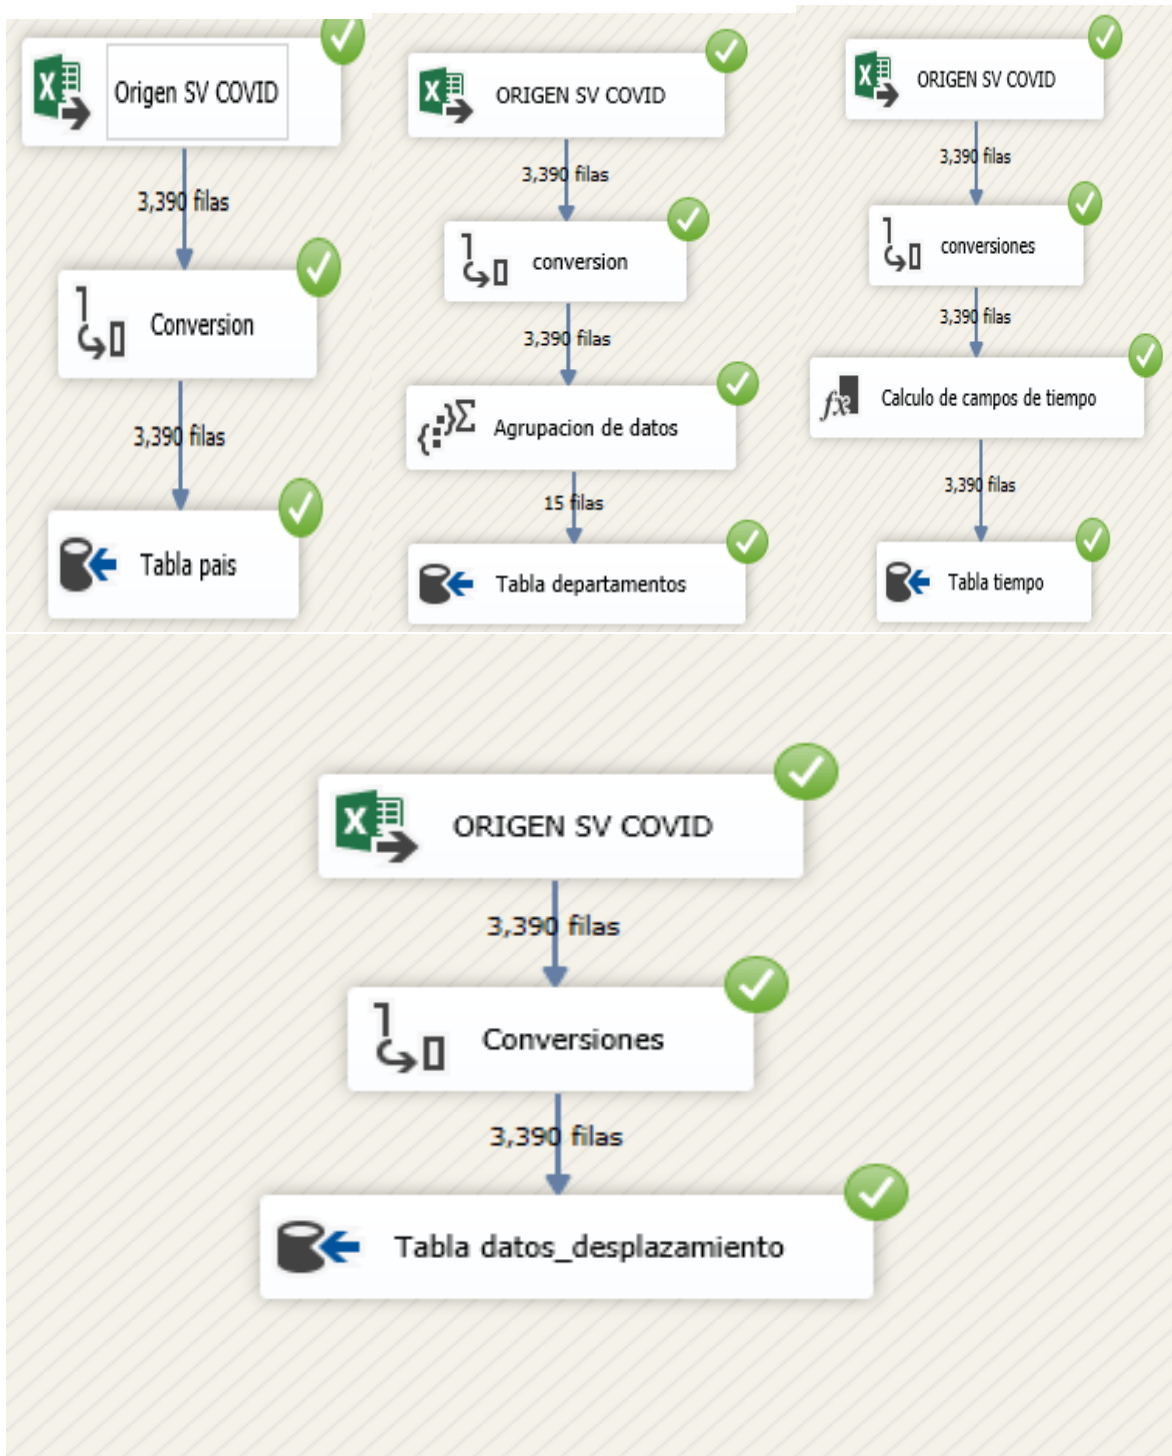 Origen SV COVID
3,390 filas
Conversion
3,390 filas
Tabla pais
ORIGEN SV COVID
3,390 filas
conversion
3,390 filas
Agrupacion de datos
15 filas
Tabla departamentos
ORIGEN SV COVID
3,390 filas
conversiones
3,390 filas
Calculo de campos de tiempo
3,390 filas
Tabla tiempo
ORIGEN SV COVID
3,390 filas
Conversiones
3,390 filas
Tabla datos_desplazamiento